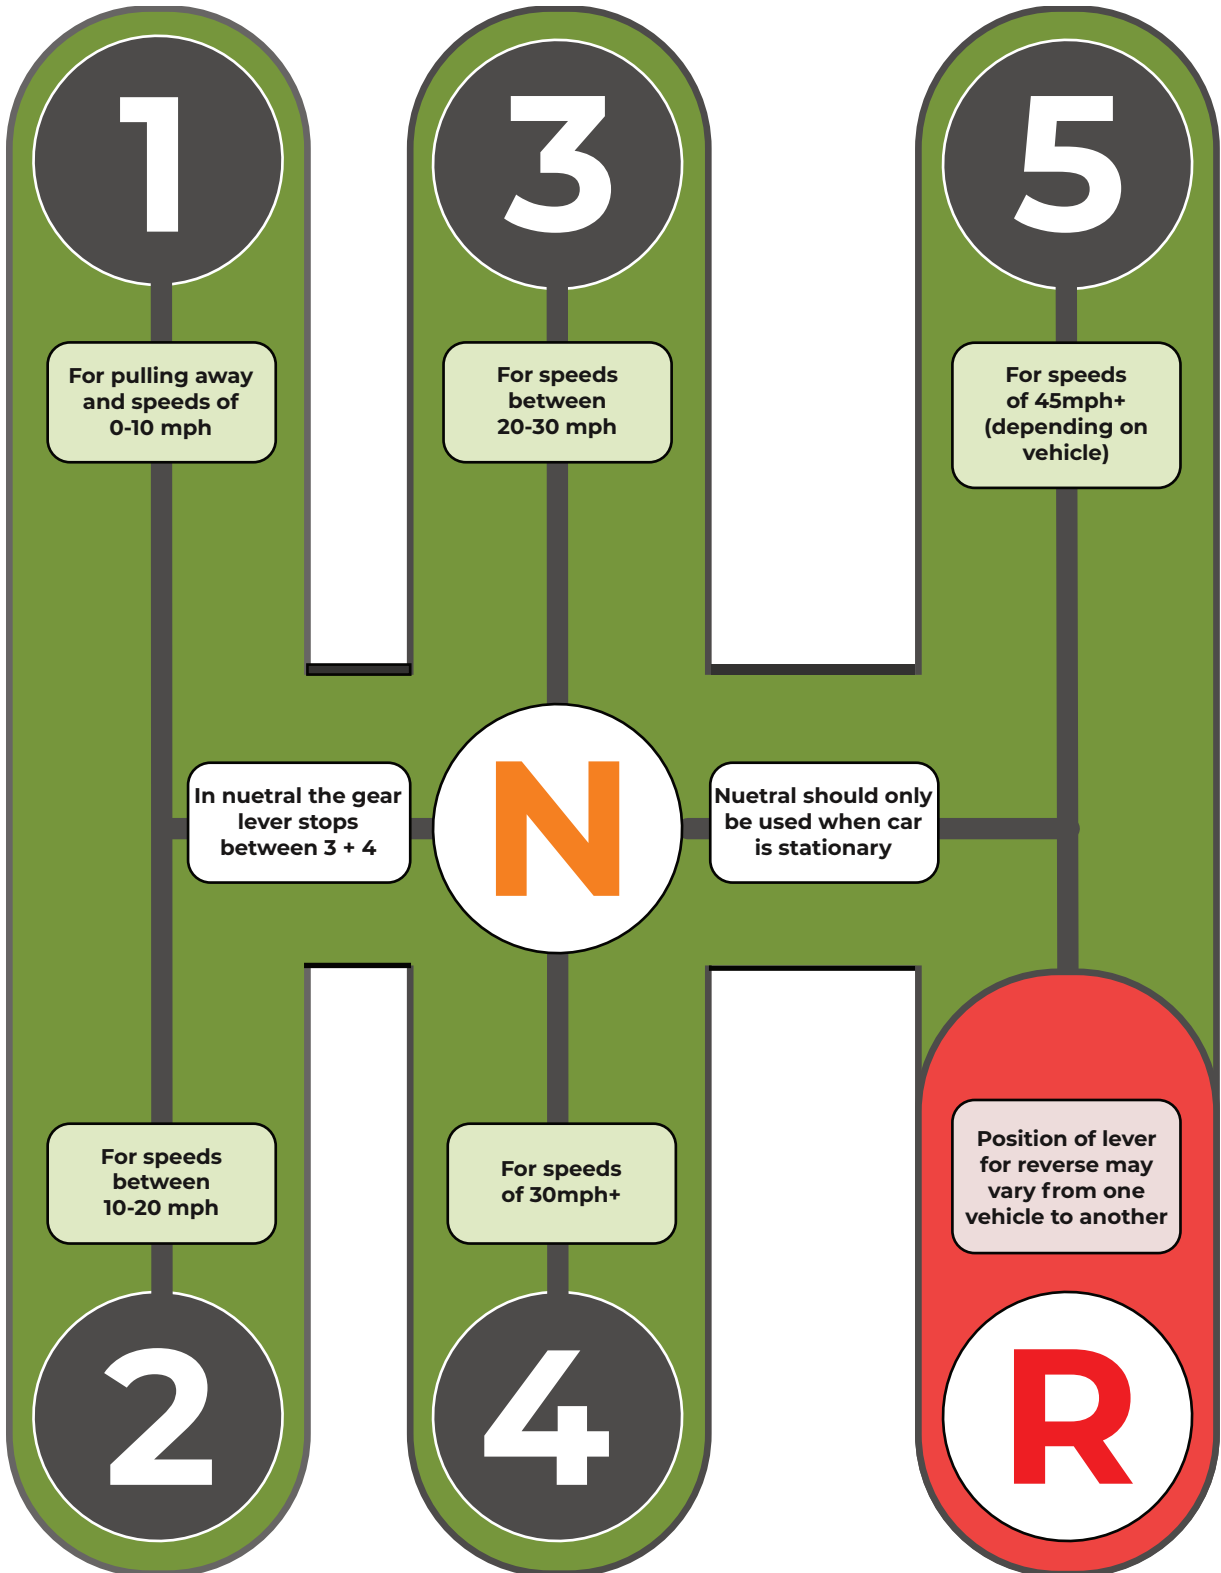 1
3
5
For pulling away
and speeds of
0-10 mph
For speeds
between
20-30 mph
For speeds
of 45mph+
(depending on
vehicle)
In nuetral the gear
lever stops
between 3 + 4
N
Nuetral should only
be used when car
is stationary
For speeds
between
10-20 mph
For speeds
of 30mph+
Position of lever
for reverse may
vary from one
vehicle to another
2
4
R